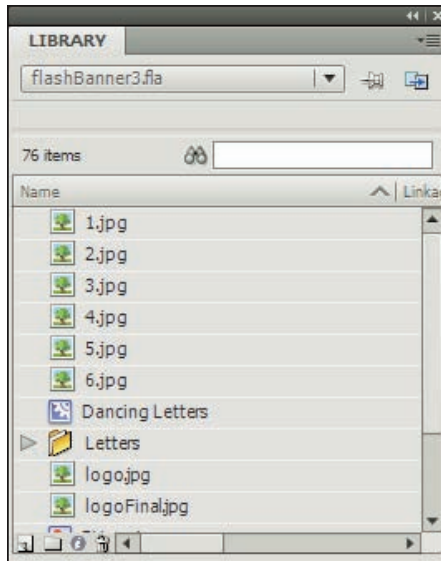 LIBRARY
flashBanner3.fla
76 items
Name Linka
1.jpg
2.jpg
3.jpg
4.jpg
5.jpg
6.jpg
Dancing Letters
Letters
logo.jpg
logoFinal.jpg